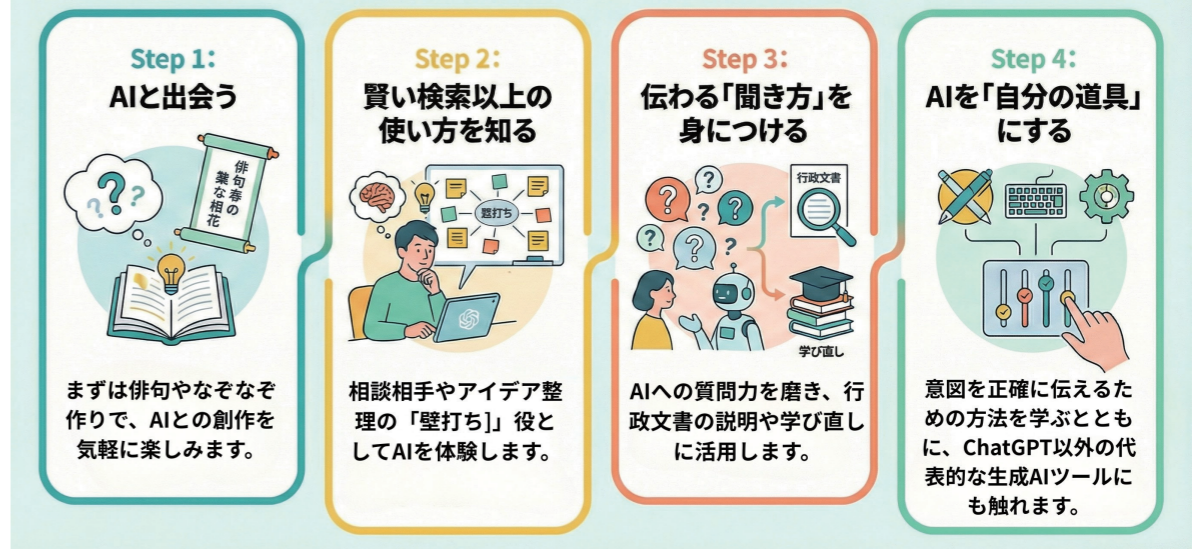 Step 1:
AIと出会う
俳句春の
葉な相花
まずは俳句やなぞなぞ
作りで、AIとの創作を
気軽に楽しみます。
Step 2:
賢い検索以上の
使い方を知る
壁打ち
相談相手やアイデア整
理の「壁打ち]」役と
してAIを体験します。
Step 3:
伝わる「聞き方」を
身につける
行政文書
学び直し
AIへの質問力を磨き、行
政文書の説明や学び直し
に活用します。
Step 4:
AIを「自分の道具」
にする
意図を正確に伝えるた
めの方法を学ぶととも
に、ChatGPT以外の代
表的な生成AIツールに
も触れます。